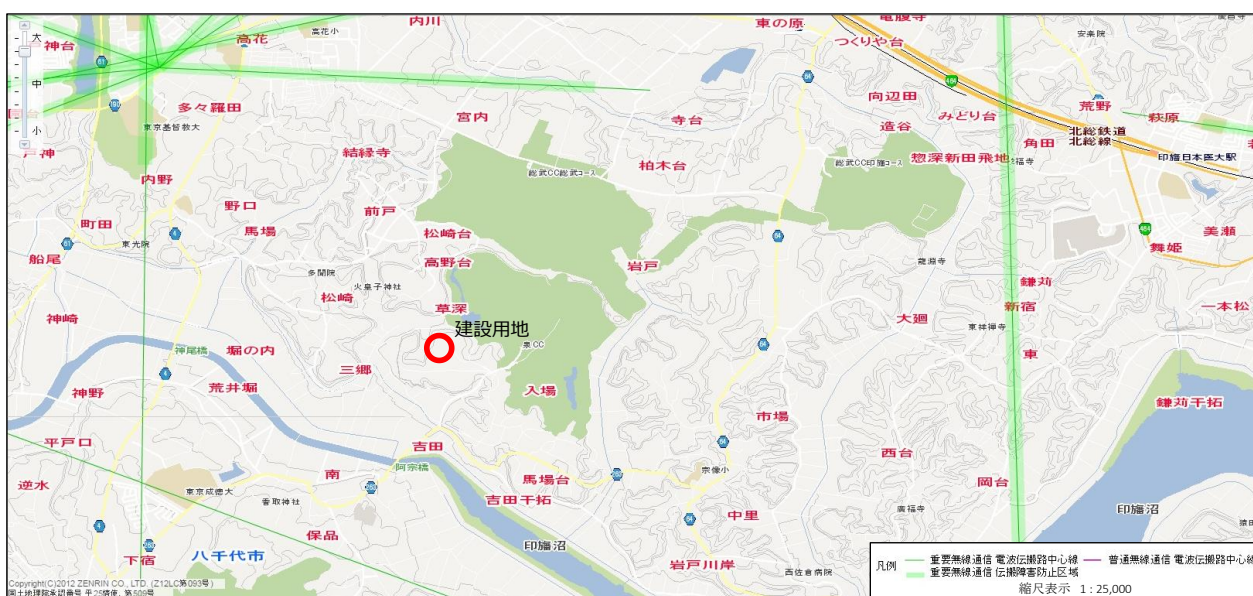 大
中
小
神台
高花
高花小
内川
東の原
つくりや台
安楽院
多々羅田
東京基督教大
宮内
寺台
向辺田
造谷
みどり台
荒野
萩原
北総鉄道
北総線
角田
印旛日本医大駅
戸神
結縁寺
総武CC総武コース
柏木台
総武CC印旛コース
惣深新田飛地
内野
野口
前戸
町田
馬場
松崎台
船尾
東光院
高野台
岩戸
龍淵寺
美瀬
舞姫
多聞院
火皇子神社
松崎
草深
鎌苅
新宿
一本松
神崎
建設用地
大廻
東祥禅寺
泉CC
東
神尾橋
堀の内
三郷
入場
神野
荒井堀
市場
鎌苅干拓
平戸口
吉田
阿宗橋
西台
逆水
南
東京成徳大
香取神社
馬場台
吉田干拓
宗像小
岡台
中里
廣福寺
印旛沼
保品
印旛沼
下宿
八千代市
岩戸川岸
西佐倉病院
61
64
484
4
凡例
重要無線通信 電波伝搬路中心線
普通無線通信 電波伝搬路中心線
重要無線通信 伝搬障害防止区域
縮尺表示 1：25,000
Copyright(C)2012 ZENRIN CO., LTD. (Z12LC第093号)
国土地理院承認番号 平25情使、第509号